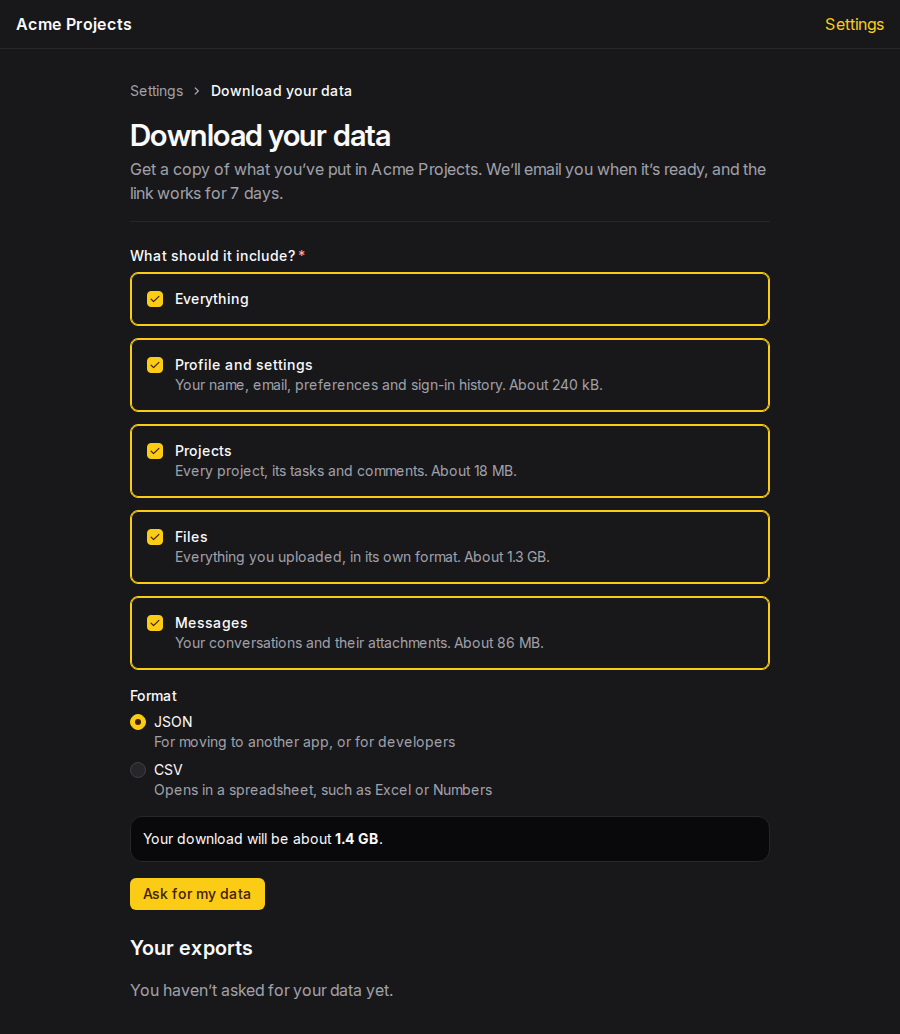 Acme Projects
Settings
Settings
Download your data
Download your data
Get a copy of what you’ve put in Acme Projects. We’ll email you when it’s ready, and the
link works for 7 days.
What should it include? *
Everything
Profile and settings
Your name, email, preferences and sign-in history. About 240 kB.
Projects
Every project, its tasks and comments. About 18 MB.
Files
Everything you uploaded, in its own format. About 1.3 GB.
Messages
Your conversations and their attachments. About 86 MB.
Format
JSON
For moving to another app, or for developers
CSV
Opens in a spreadsheet, such as Excel or Numbers
Your download will be about 1.4 GB.
Ask for my data
Your exports
You haven’t asked for your data yet.